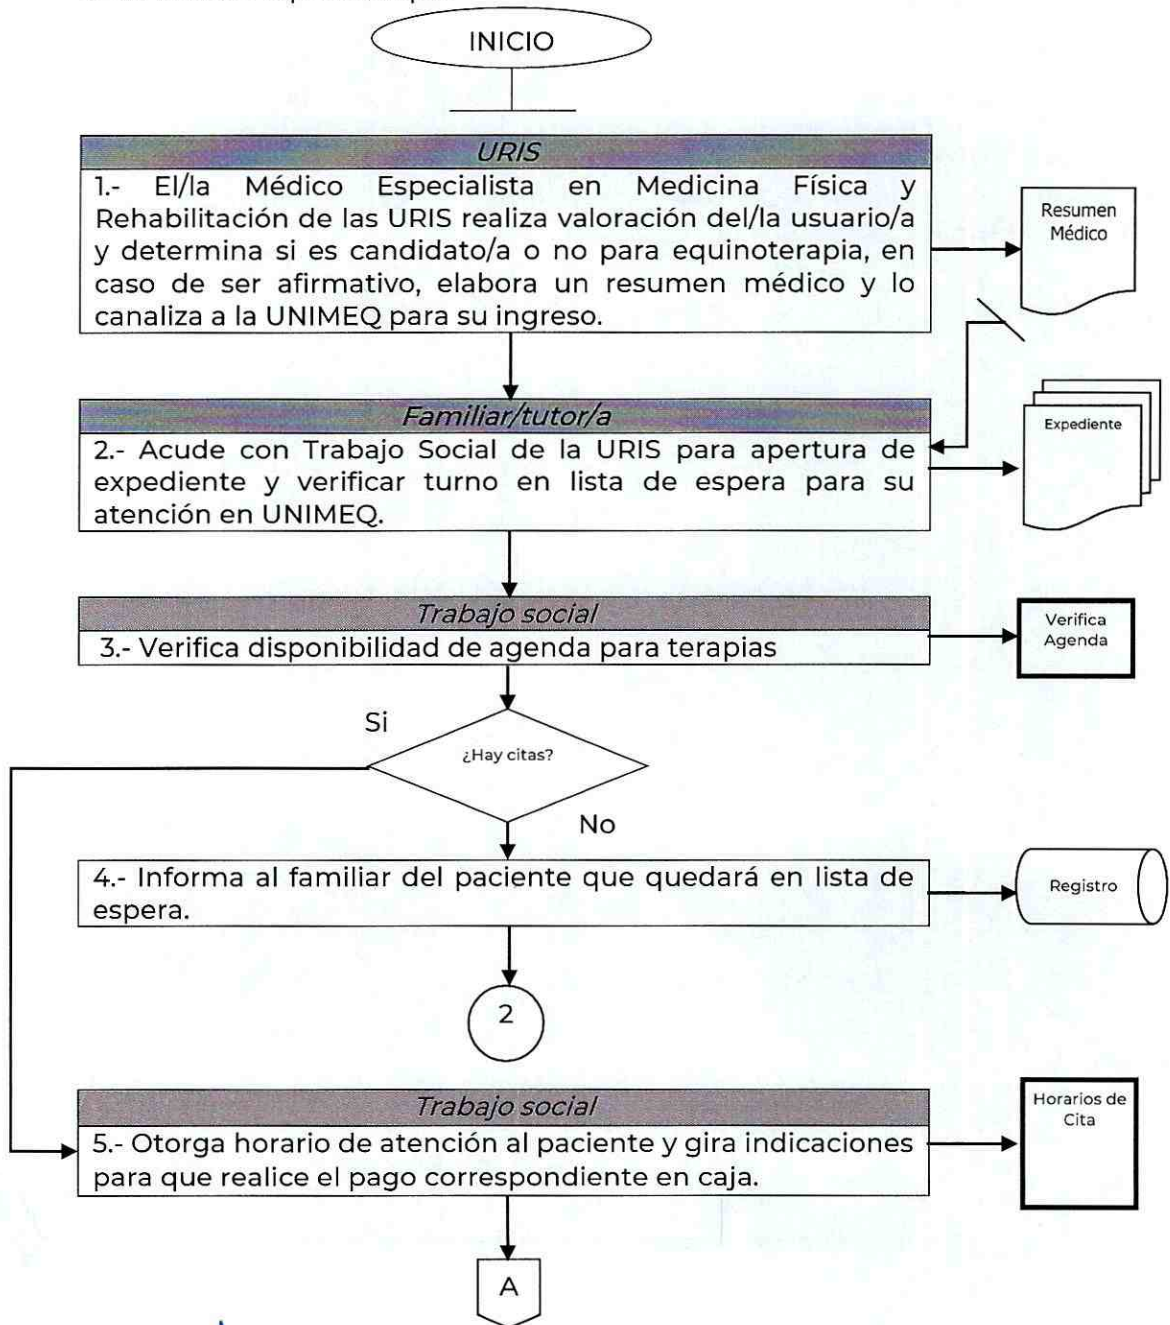 INICIO
URIS
1.- El/la Médico Especialista en Medicina Física y
Rehabilitación de las URIS realiza valoración del/la usuario/a
y determina si es candidato/a o no para equinoterapia, en
caso de ser afirmativo, elabora un resumen médico y lo
canaliza a la UNIMEQ para su ingreso.
Resumen
Médico
Familiar/tutor/a
2.- Acude con Trabajo Social de la URIS para apertura de
expediente y verificar turno en lista de espera para su
atención en UNIMEQ.
Expediente
Trabajo social
3.- Verifica disponibilidad de agenda para terapias
Verifica
Agenda
Si
¿Hay citas?
No
4.- Informa al familiar del paciente que quedará en lista de
espera.
Registro
2
Trabajo social
5.- Otorga horario de atención al paciente y gira indicaciones
para que realice el pago correspondiente en caja.
Horarios de
Cita
A